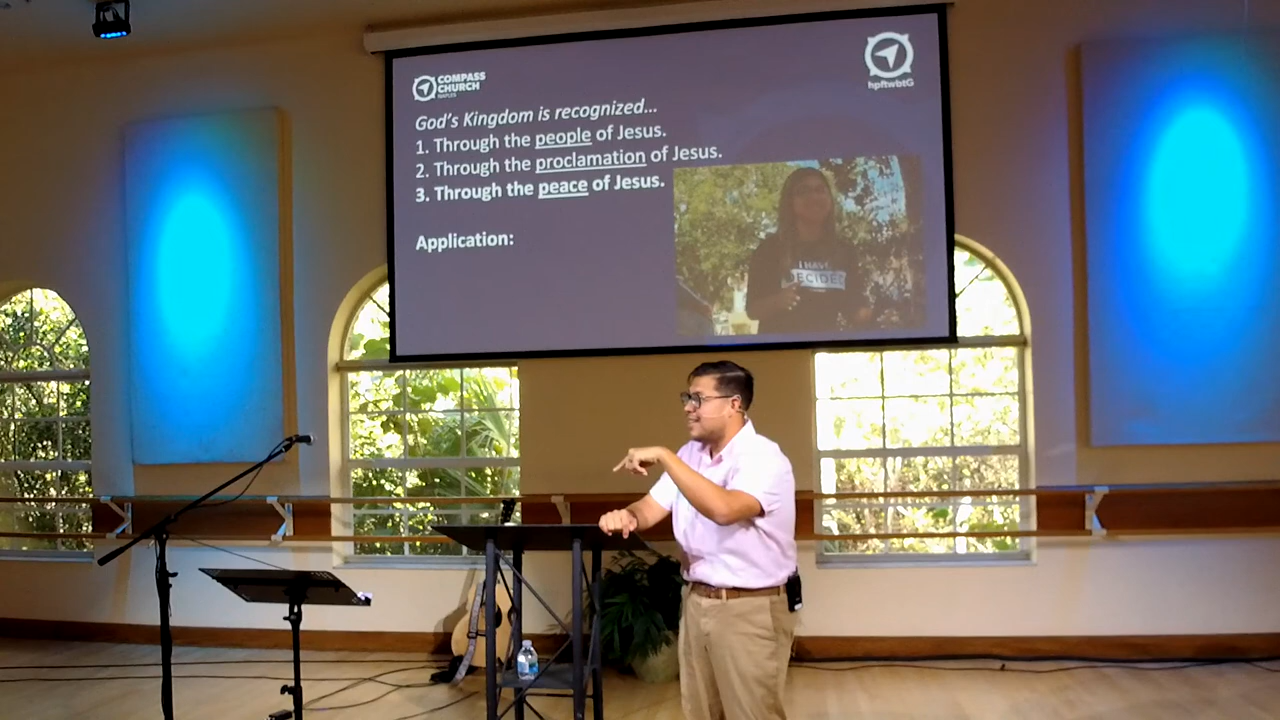 COMPASS
CHURCH
NAPLES
hpftwbtG
God's Kingdom is recognized...
1. Through the people of Jesus.
2. Through the proclamation of Jesus.
3. Through the peace of Jesus.
Application:
I HAVE
DECIDED